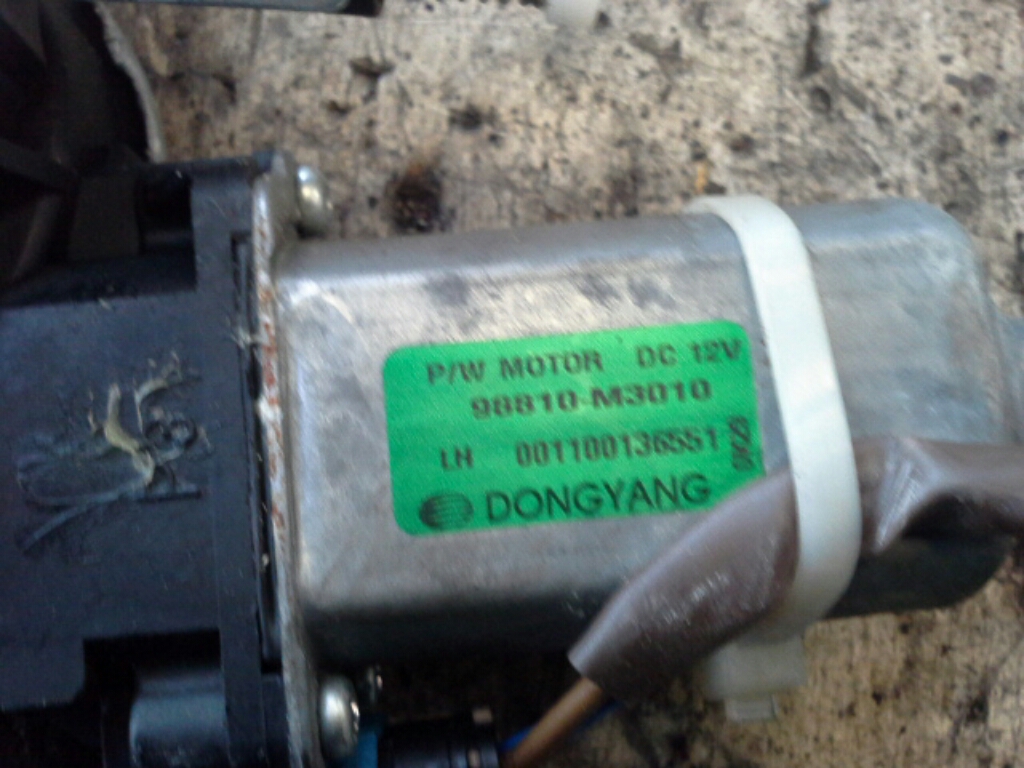 P/W MOTOR DC 12V
98810-M3010
LH 001100136551
DONGYANG